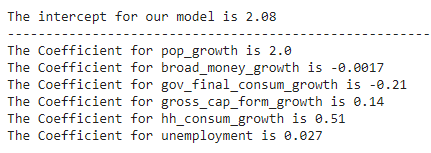 The intercept for our model is 2.08
-----------------------------------------------------
The Coefficient for pop_growth is 2.0
The Coefficient for broad_money_growth is -0.0017
The Coefficient for gov_final_consum_growth is -0.21
The Coefficient for gross_cap_form_growth is 0.14
The Coefficient for hh_consum_growth is 0.51
The Coefficient for unemployment is 0.027